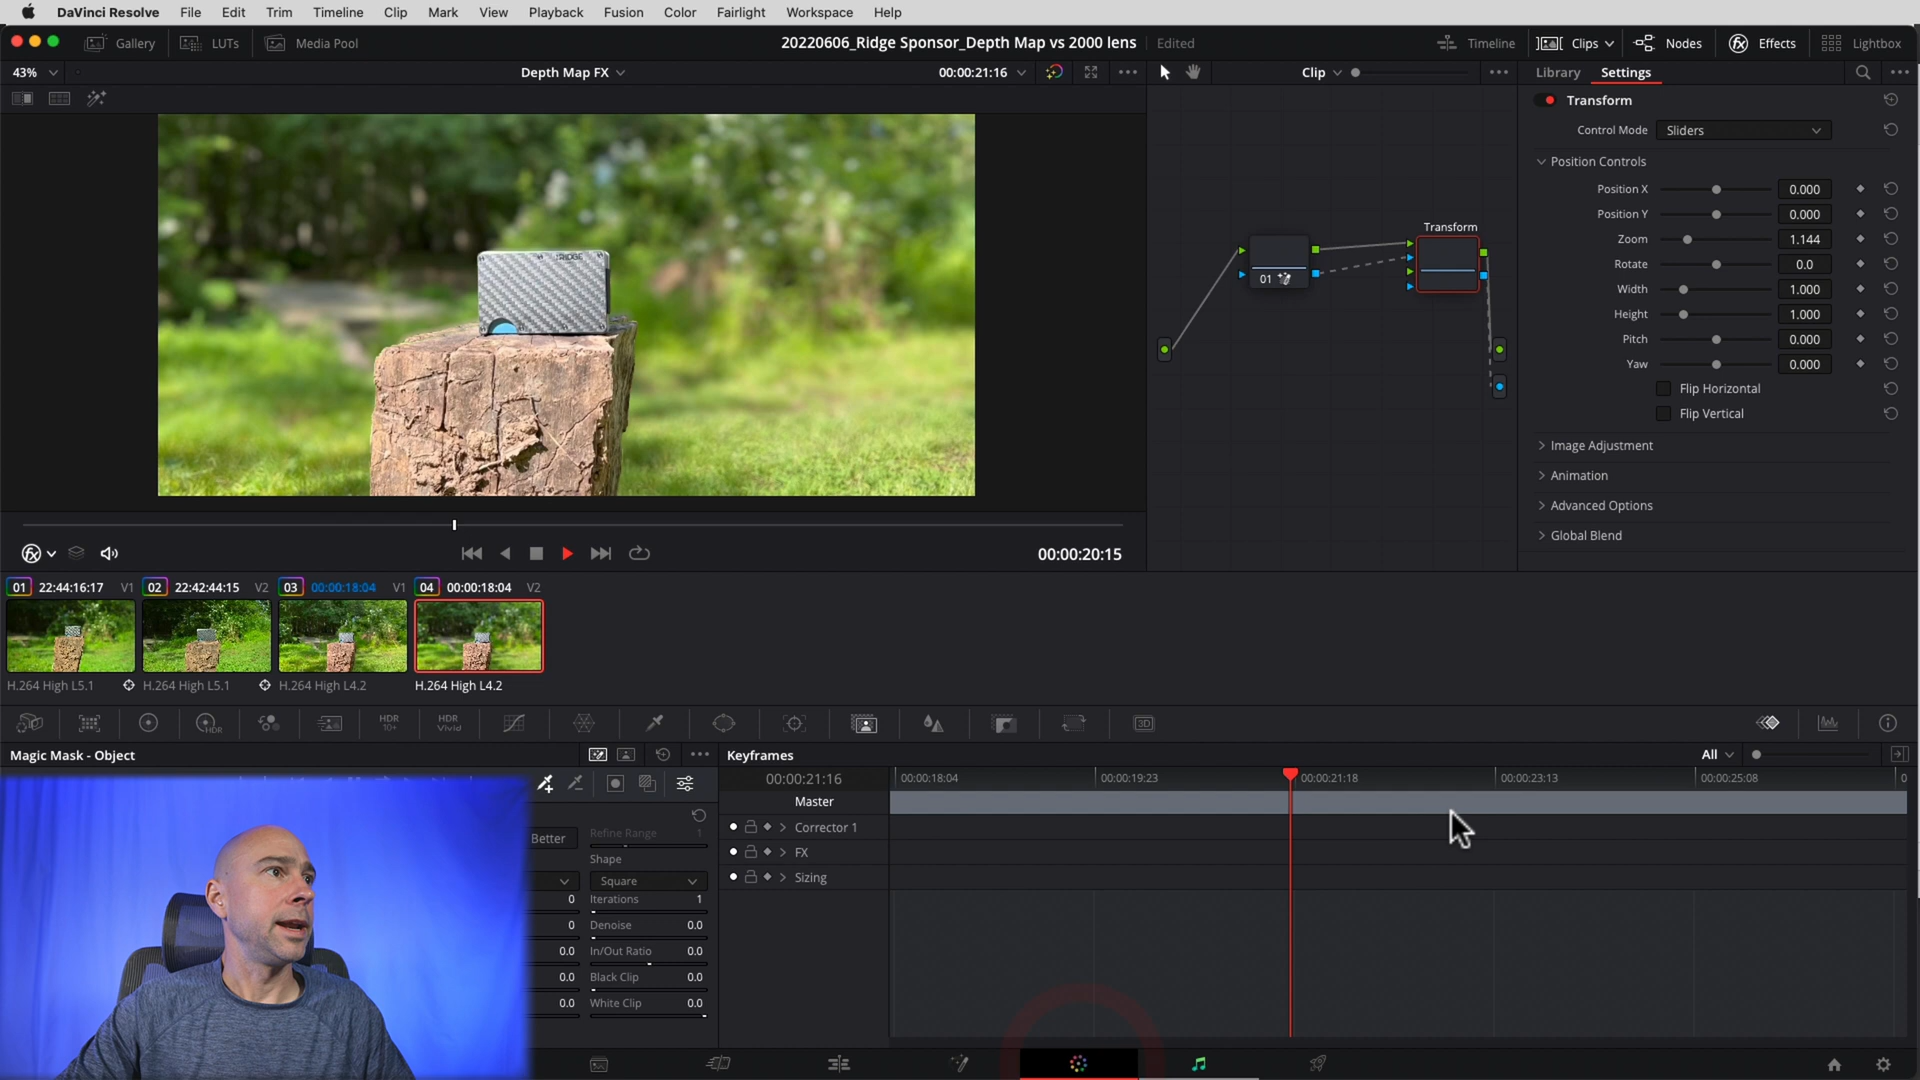 DaVinci Resolve File Edit Trim Timeline Clip Mark View Playback Fusion Color Fairlight Workspace Help
Gallery LUTs Media Pool 20220606_Ridge Sponsor_Depth Map vs 2000 lens Edited Timeline Clips Nodes Effects Lightbox
43% Depth Map FX 00:00:21:16 Clip Library Settings
Transform
Control Mode Sliders
Position Controls
Position X 0.000
Position Y 0.000
Transform
Zoom 1.144
RIDGE
Rotate 0.0
01
Width 1.000
Height 1.000
Pitch 0.000
Yaw 0.000
Flip Horizontal
Flip Vertical
Image Adjustment
Animation
Advanced Options
Global Blend
00:00:20:15
01 22:44:16:17 V1 02 22:42:44:15 V2 03 00:00:18:04 V1 04 00:00:18:04 V2
H.264 High L5.1 H.264 High L5.1 H.264 High L4.2 H.264 High L4.2
HDR HDR 10+ HDR Vivid 3D
Magic Mask - Object Keyframes All
00:00:21:16 00:00:18:04 00:00:19:23 00:00:21:18 00:00:23:13 00:00:25:08 0
Master
Better Refine Range 1 Corrector 1
Shape FX
Square Sizing
0 Iterations 1
0 Denoise 0.0
0.0 In/Out Ratio 0.0
0.0 Black Clip 0.0
0.0 White Clip 0.0